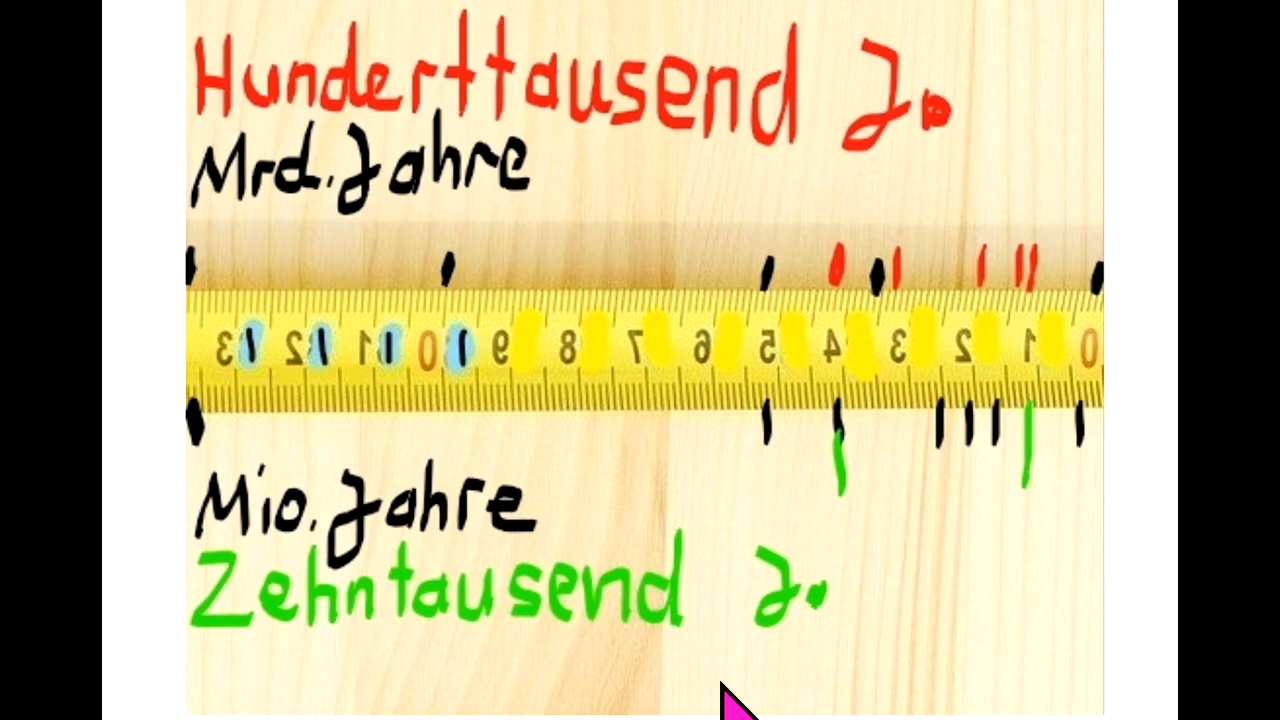 Hunderttausend J.
Mrd. Jahre
13 12 11 10 9 8 7 6 5 4 3 2 1 0
Mio. Jahre
Zehntausend J.